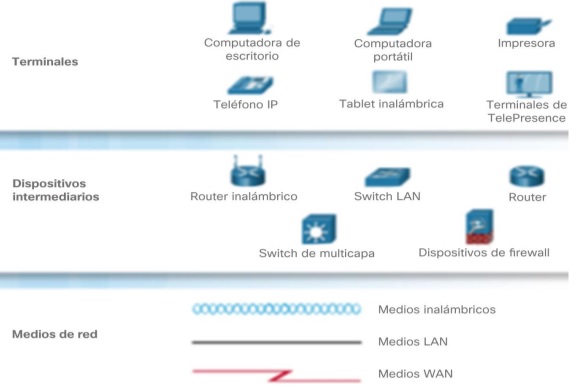 Terminales
Computadora de
escritorio
Computadora
portátil
Impresora
Teléfono IP
Tablet inalámbrica
Terminales de
TelePresence
Dispositivos
intermediarios
Router inalámbrico
Switch LAN
Router
Switch de multicapa
Dispositivos de firewall
Medios de red
Medios inalámbricos
Medios LAN
Medios WAN